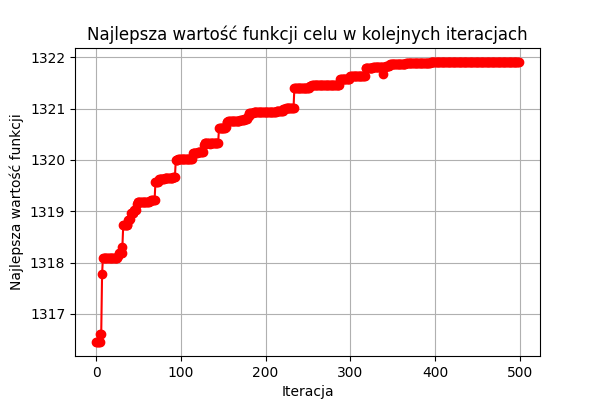 Najlepsza wartość funkcji celu w kolejnych iteracjach
Najlepsza wartość funkcji
1322
1321
1320
1319
1318
1317
0 100 200 300 400 500
Iteracja